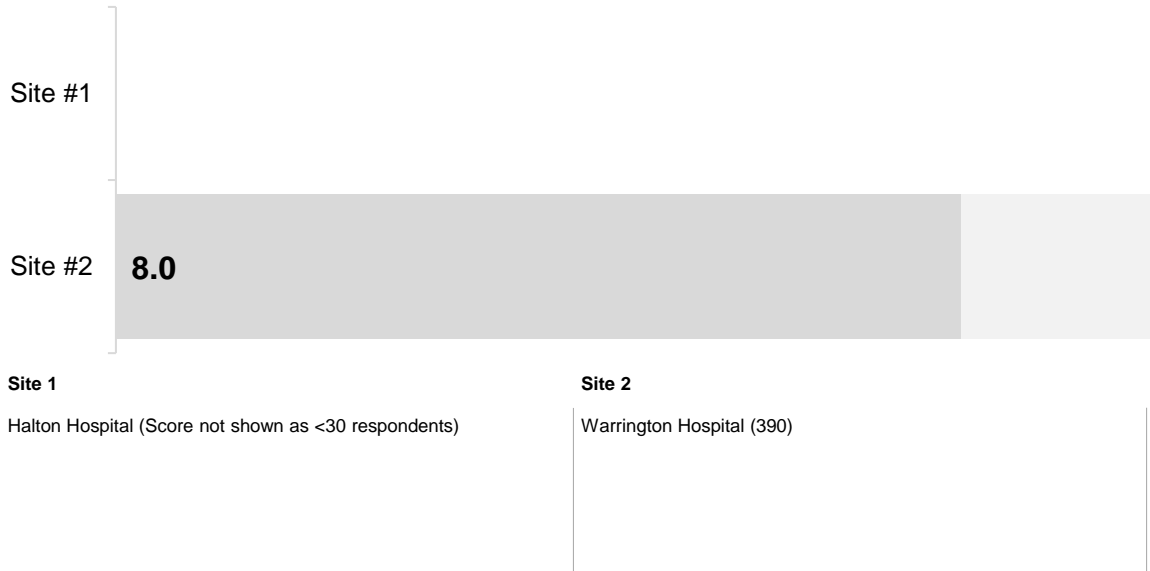 Site #1
Site #2
8.0
Site 1
Halton Hospital (Score not shown as <30 respondents)
Site 2
Warrington Hospital (390)